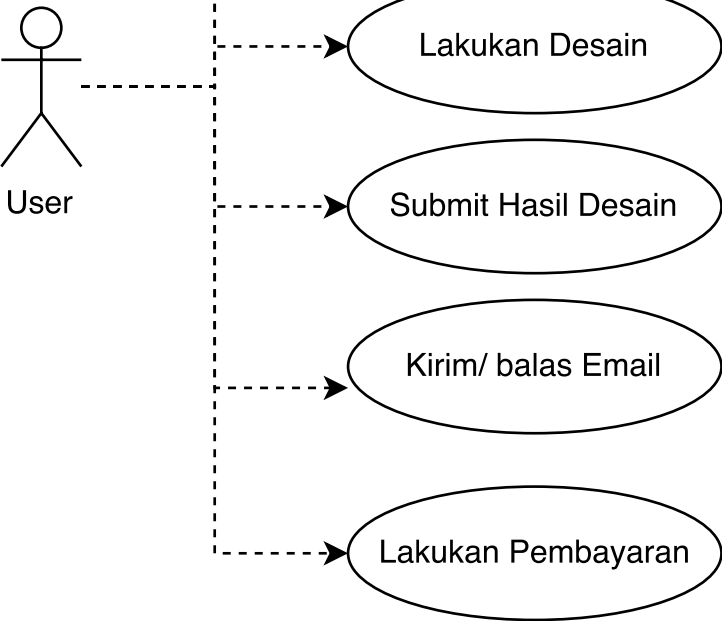 Lakukan Desain
User
Submit Hasil Desain
Kirim/ balas Email
Lakukan Pembayaran